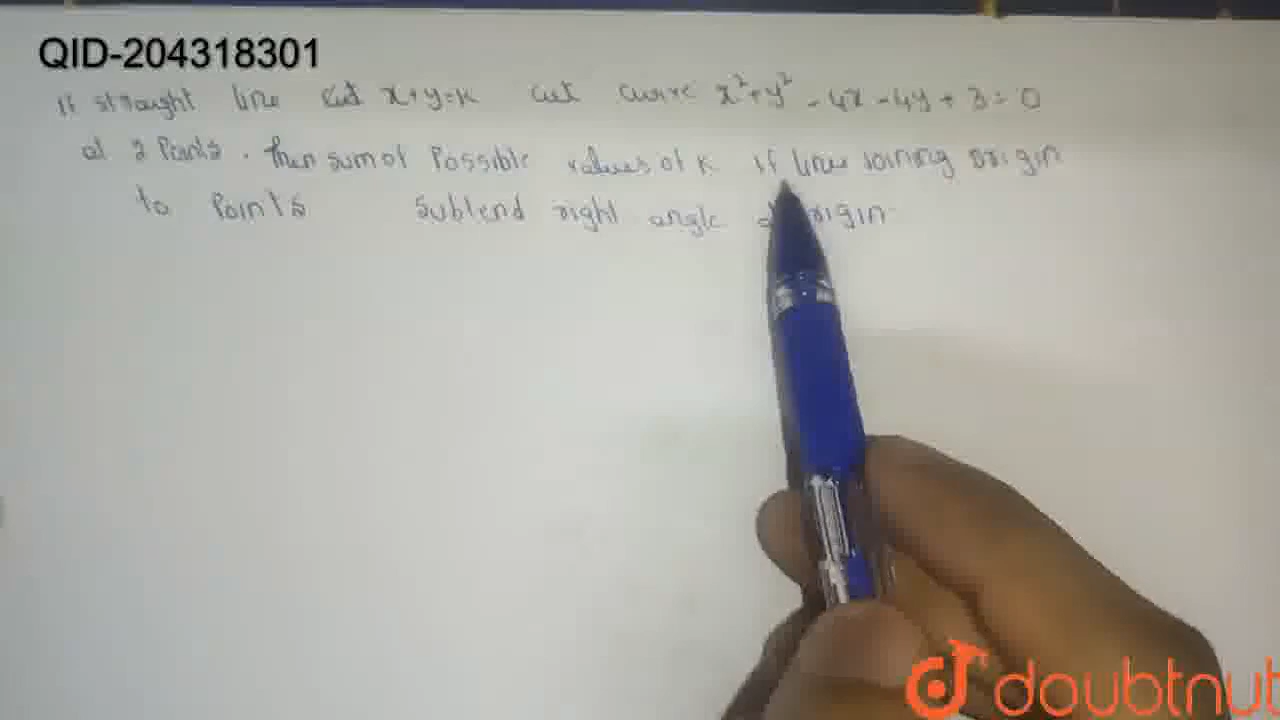 QID-204318301
If straight line cut x+y=k cut curve x²+y² - 4x - 4y + 3 = 0
at 2 Points. Then sum of Possible values of k If line joining origin
to Points subtend right angle origin
doubtnut